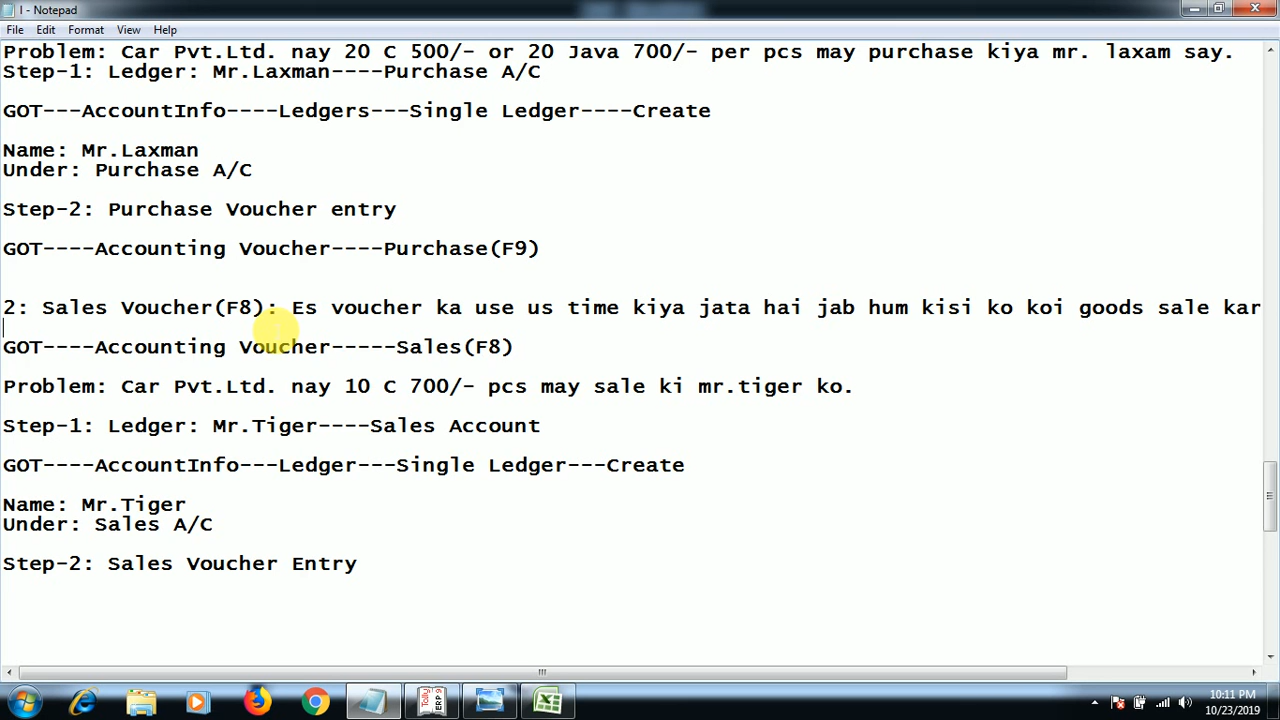 I - Notepad
File Edit Format View Help
Problem: Car Pvt.Ltd. nay 20 C 500/- or 20 Java 700/- per pcs may purchase kiya mr. laxam say.
Step-1: Ledger: Mr.Laxman----Purchase A/C
GOT---AccountInfo----Ledgers---Single Ledger----Create
Name: Mr.Laxman
Under: Purchase A/C
Step-2: Purchase Voucher entry
GOT----Accounting Voucher----Purchase(F9)
2: Sales Voucher(F8): Es voucher ka use us time kiya jata hai jab hum kisi ko koi goods sale kar
GOT----Accounting Voucher-----Sales(F8)
Problem: Car Pvt.Ltd. nay 10 C 700/- pcs may sale ki mr.tiger ko.
Step-1: Ledger: Mr.Tiger----Sales Account
GOT----AccountInfo---Ledger---Single Ledger---Create
Name: Mr.Tiger
Under: Sales A/C
Step-2: Sales Voucher Entry
Tally
ERP 9
10:11 PM
10/23/2019